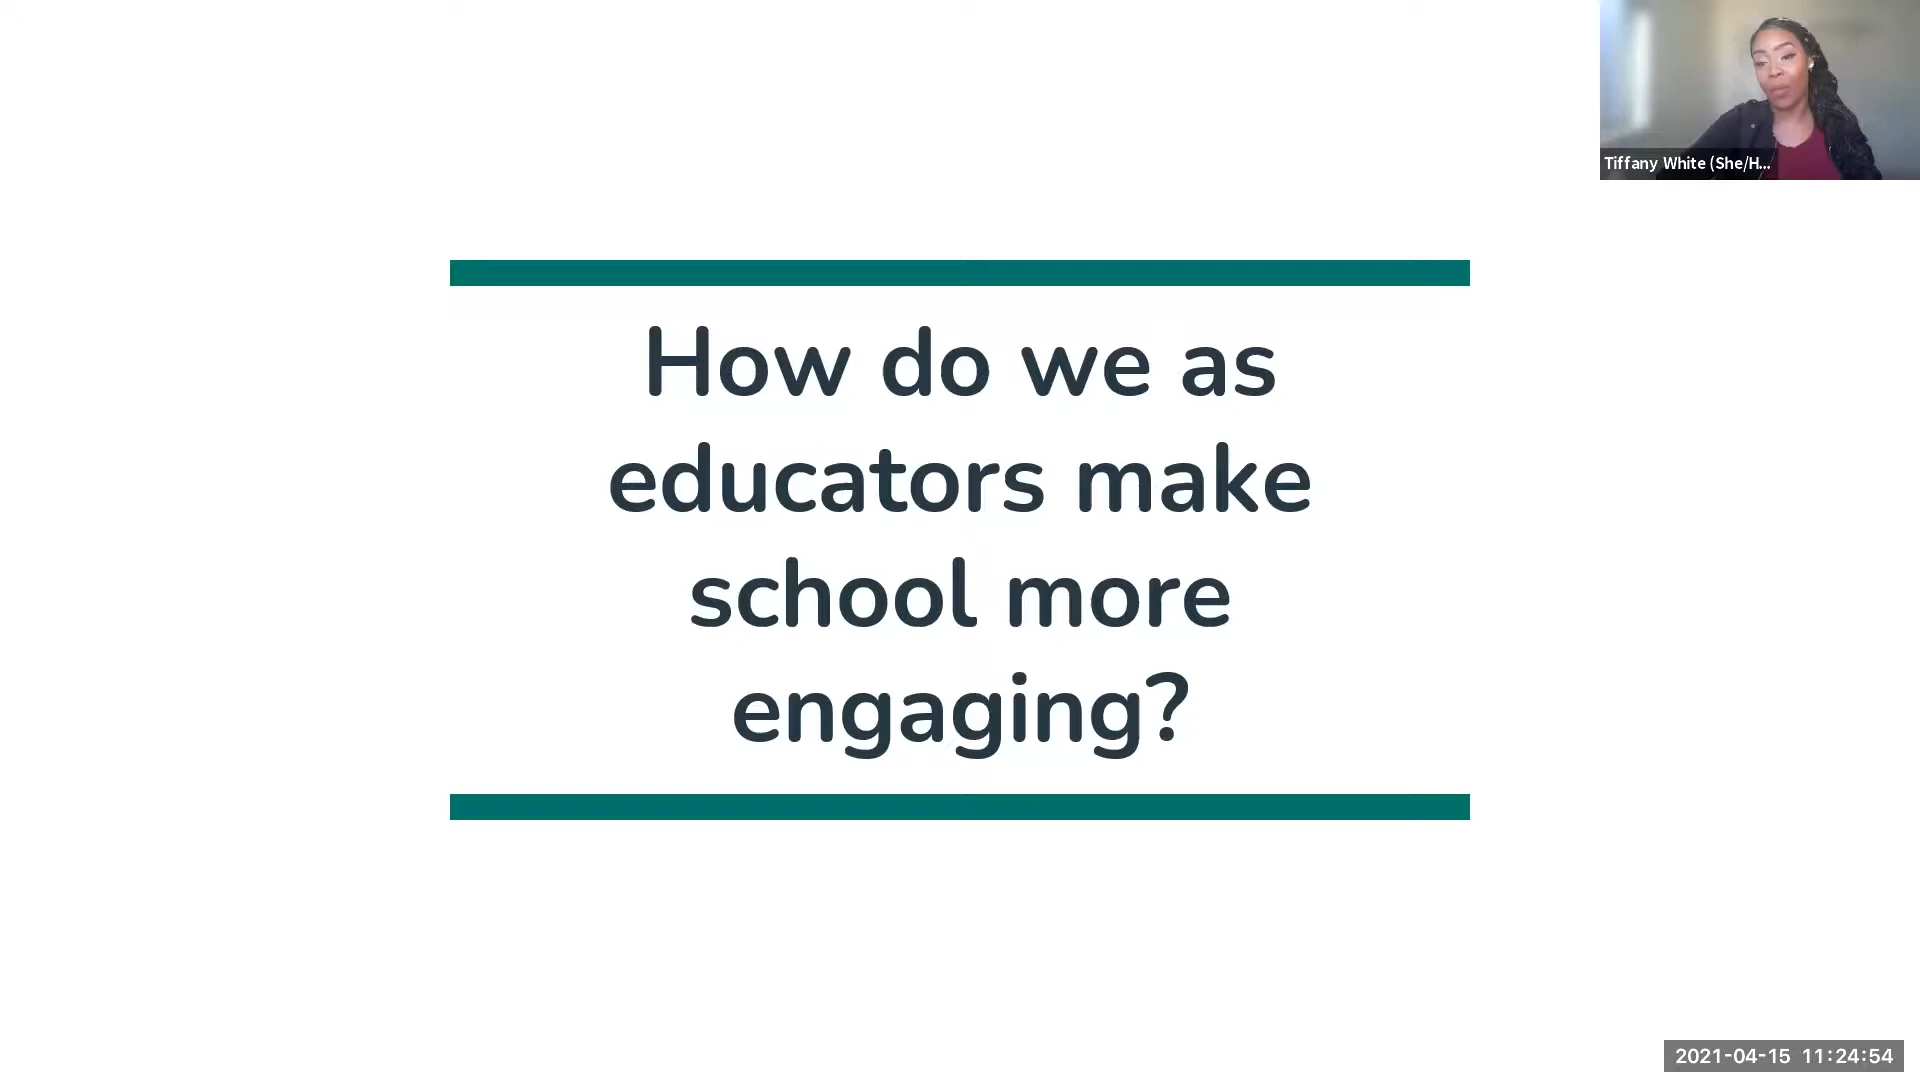 Tiffany White (She/H...
How do we as
educators make
school more
engaging?
2021-04-15 11:24:54